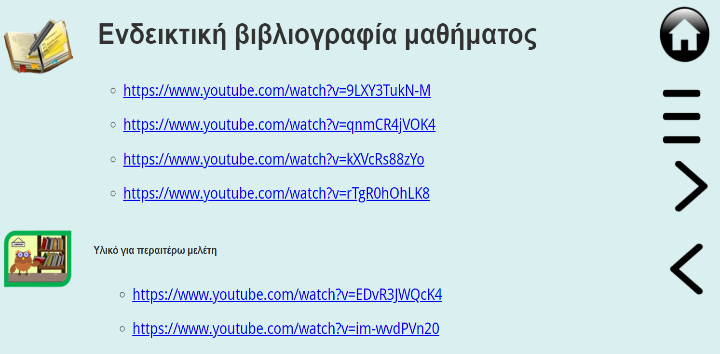 Ενδεικτική βιβλιογραφία μαθήματος
https://www.youtube.com/watch?v=9LXY3TukN-M
https://www.youtube.com/watch?v=qnmCR4jVOK4
https://www.youtube.com/watch?v=kXVcRs88zYo
https://www.youtube.com/watch?v=rTgR0hOhLK8
Υλικό για περαιτέρω μελέτη
https://www.youtube.com/watch?v=EDvR3JWQcK4
https://www.youtube.com/watch?v=im-wvdPVn20